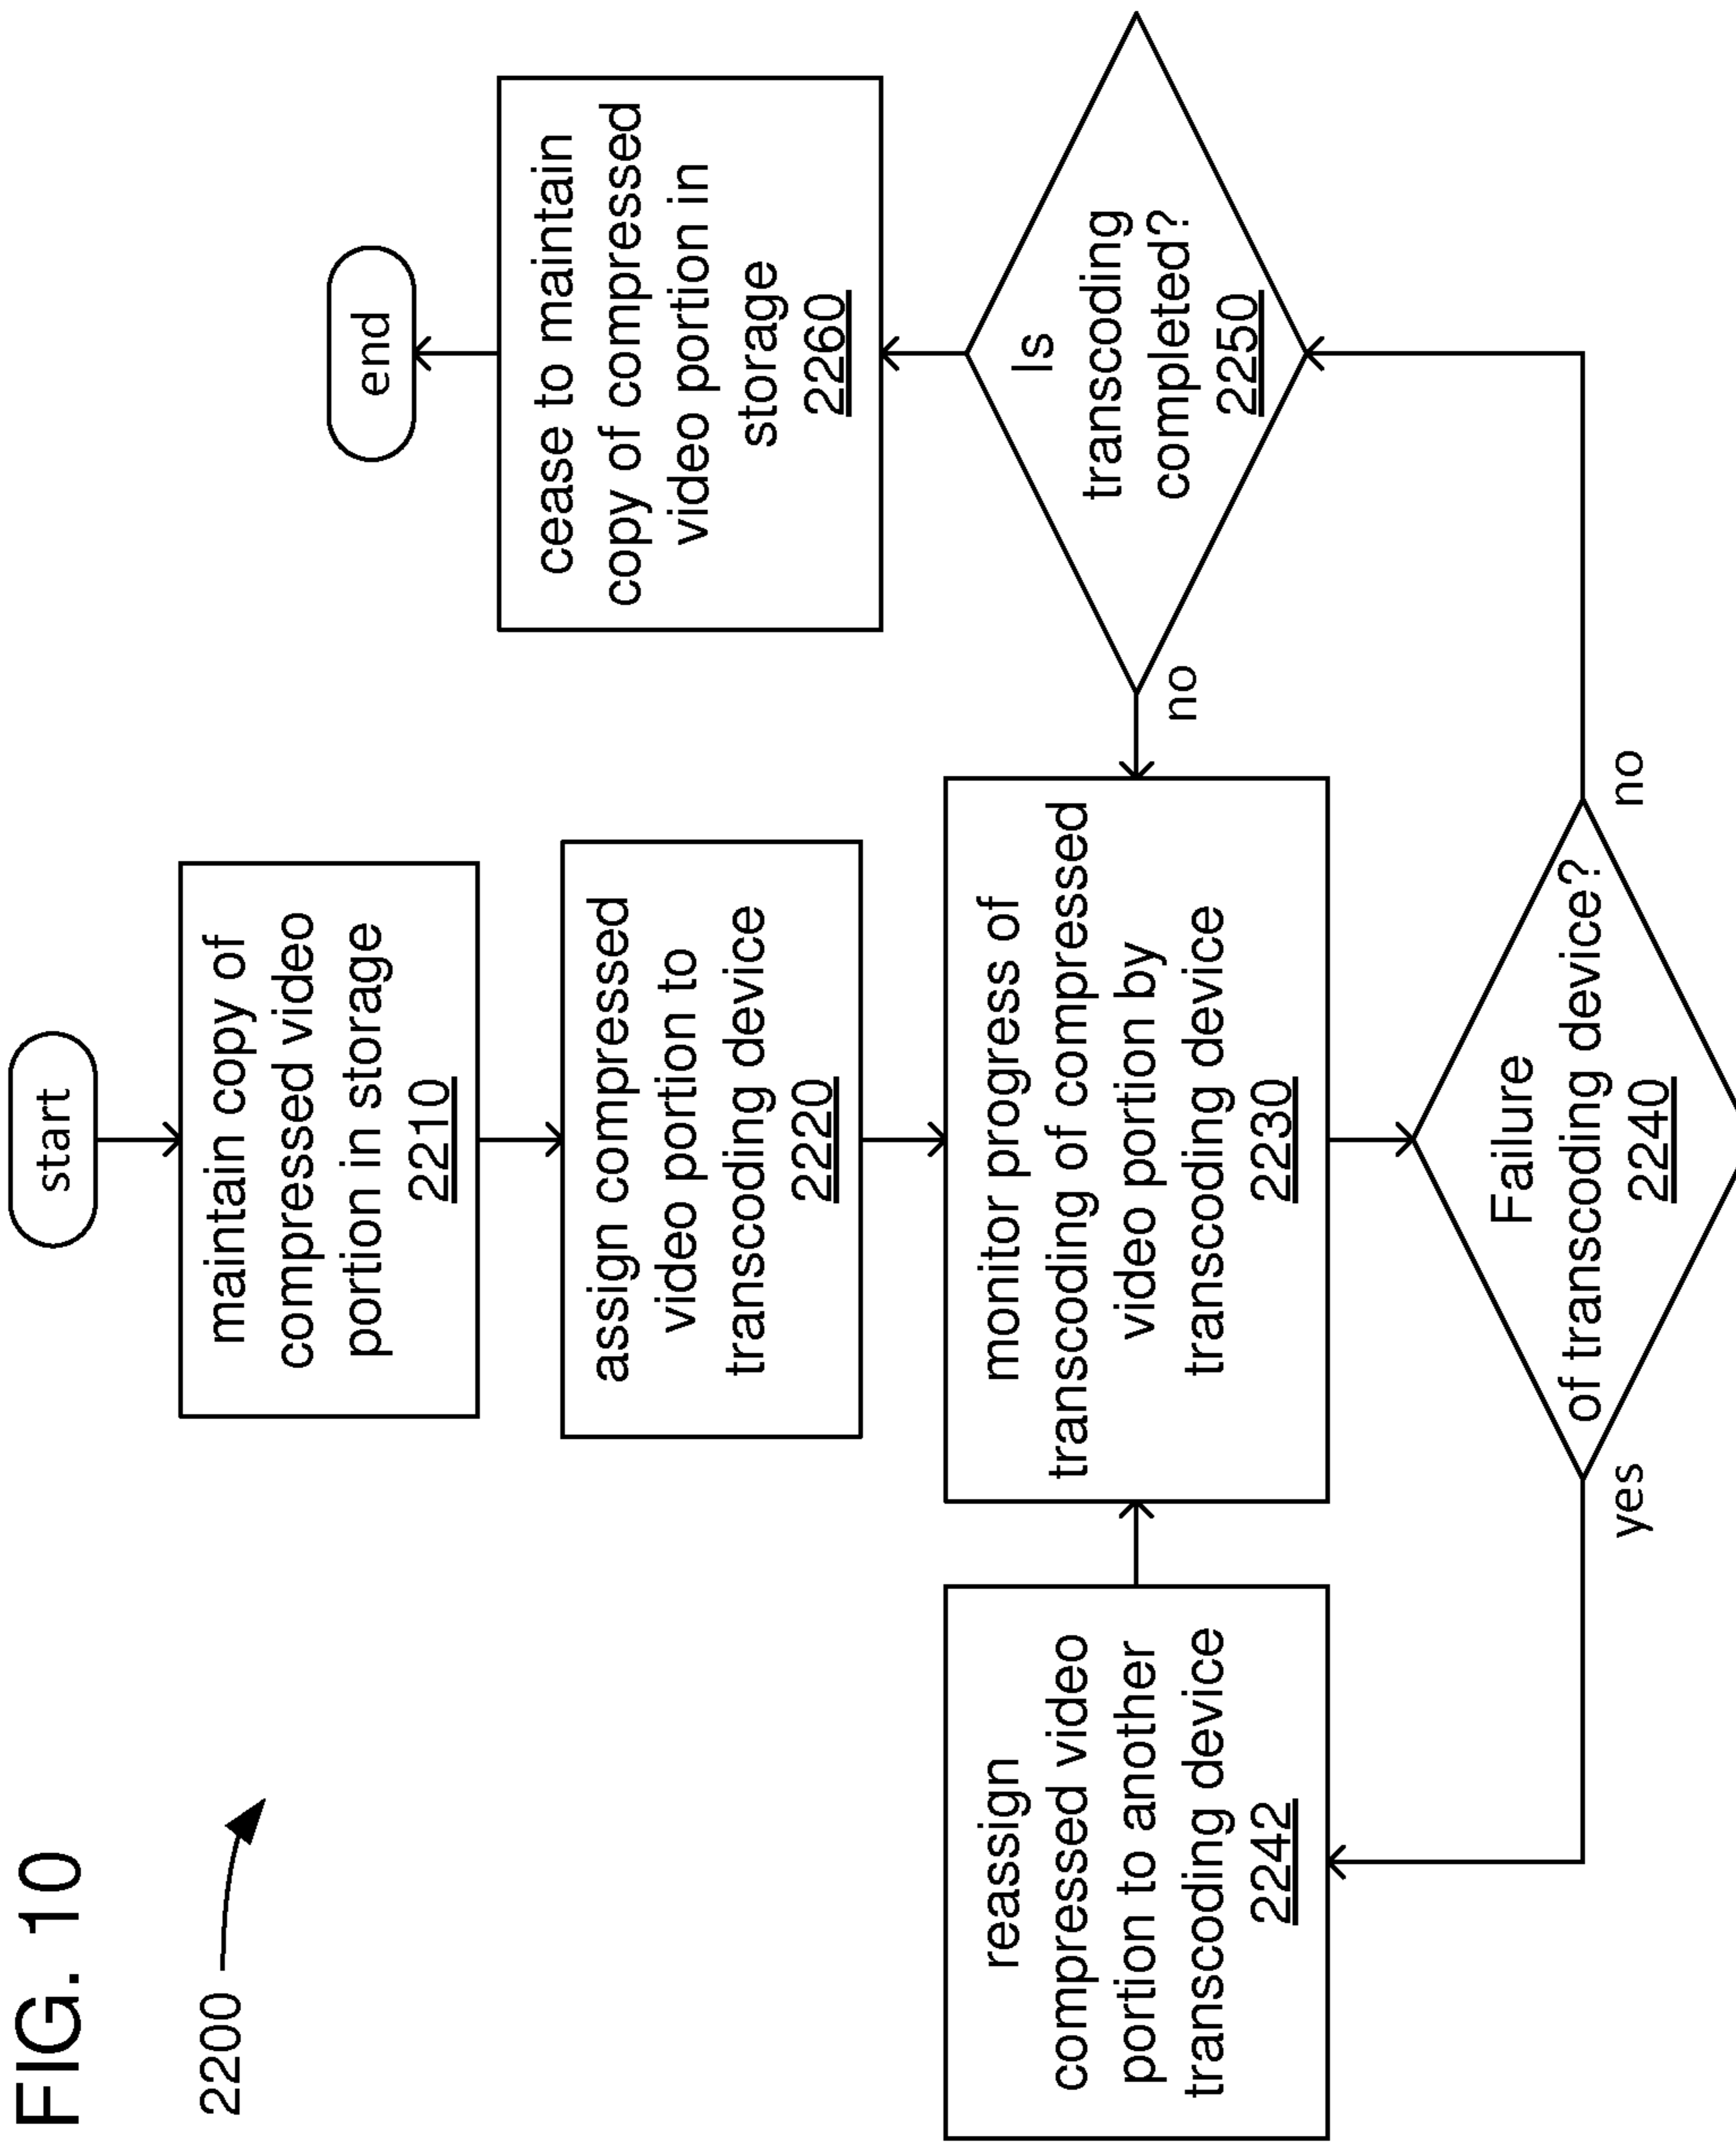 FIG. 10
2200
start
maintain copy of
compressed video
portion in storage
2210
assign compressed
video portion to
transcoding device
2220
monitor progress of
transcoding of compressed
video portion by
transcoding device
2230
reassign
compressed video
portion to another
transcoding device
2242
Failure
of transcoding device?
2240
yes
no
Is
transcoding
completed?
2250
no
cease to maintain
copy of compressed
video portion in
storage
2260
end